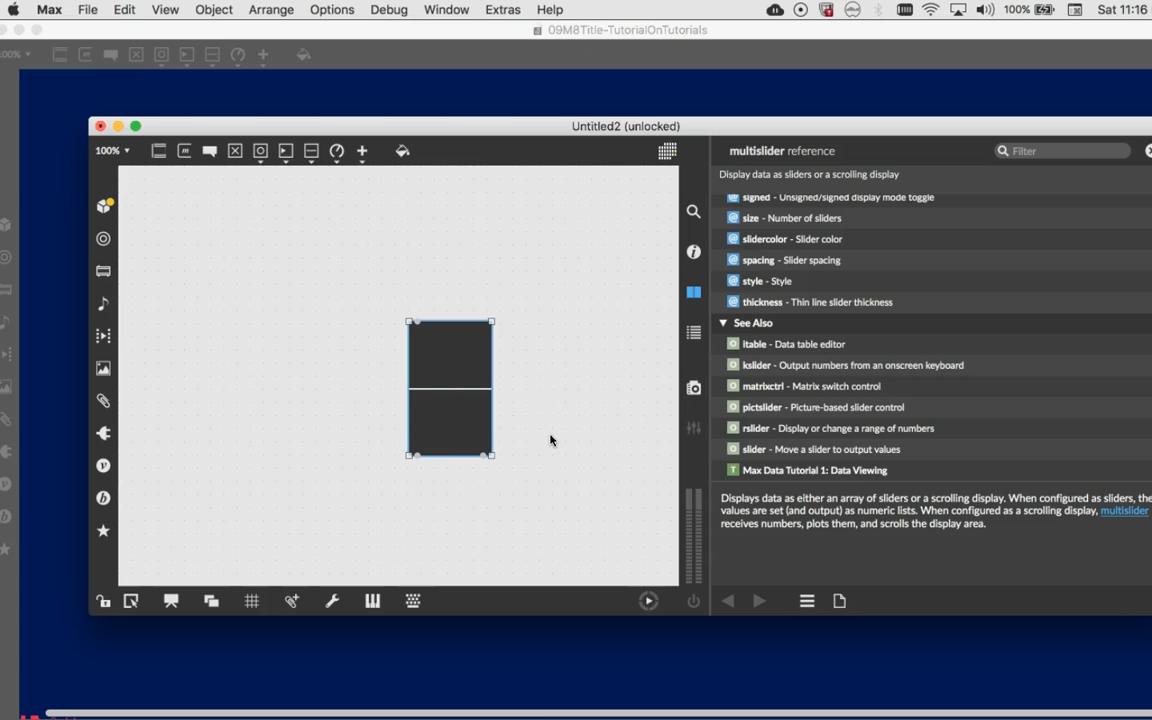 Max File Edit View Object Arrange Options Debug Window Extras Help 100% Sat 11:16
09M8Title-TutorialOnTutorials
Untitled2 (unlocked)
100%
multislider reference
Filter
Display data as sliders or a scrolling display
signed - Unsigned/signed display mode toggle
size - Number of sliders
slidercolor - Slider color
spacing - Slider spacing
style - Style
thickness - Thin line slider thickness
See Also
itable - Data table editor
kslider - Output numbers from an onscreen keyboard
matrixctrl - Matrix switch control
pictslider - Picture-based slider control
rslider - Display or change a range of numbers
slider - Move a slider to output values
Max Data Tutorial 1: Data Viewing
Displays data as either an array of sliders or a scrolling display. When configured as sliders, the
values are set (and output) as numeric lists. When configured as a scrolling display, multislider
receives numbers, plots them, and scrolls the display area.